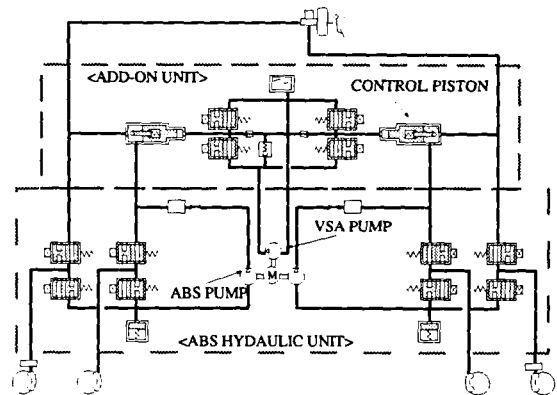 <ADD-ON UNIT>
CONTROL PISTON
VSA PUMP
M
ABS PUMP
<ABS HYDAULIC UNIT>